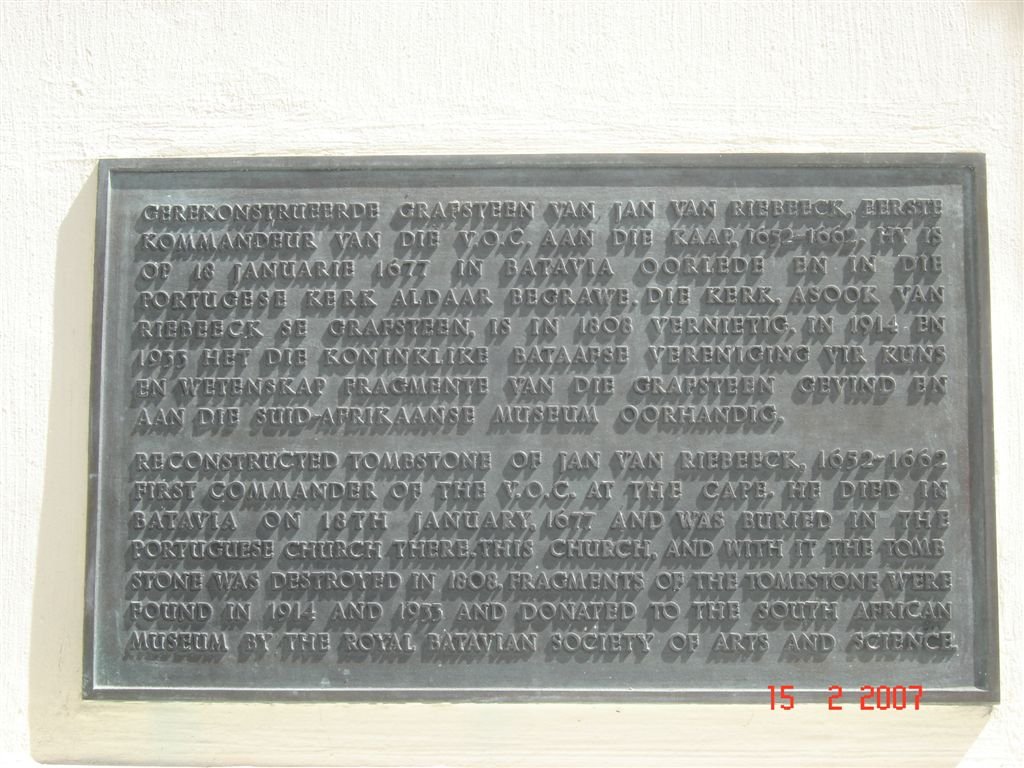 GEREKONSTRUEERDE GRAFSTEEN VAN JAN VAN RIEBEECK, EERSTE
KOMMANDEUR VAN DIE V.O.C. AAN DIE KAAP, 1652-1662, HY IS
OP 18 JANUARIE 1677 IN BATAVIA OORLEDE EN IN DIE
PORTUGESE KERK ALDAAR BEGRAWE. DIE KERK, ASOOK VAN
RIEBEECK SE GRAFSTEEN, IS IN 1808 VERNIETIG. IN 1914 EN
1933 HET DIE KONINKLIKE BATAAFSE VERENIGING VIR KUNS
EN WETENSKAP FRAGMENTE VAN DIE GRAFSTEEN GEVIND EN
AAN DIE SUID-AFRIKAANSE MUSEUM OORHANDIG.
RECONSTRUCTED TOMBSTONE OF JAN VAN RIEBEECK, 1652-1662
FIRST COMMANDER OF THE V.O.C. AT THE CAPE. HE DIED IN
BATAVIA ON 18TH JANUARY, 1677 AND WAS BURIED IN THE
PORTUGUESE CHURCH THERE. THIS CHURCH, AND WITH IT THE TOMB
STONE WAS DESTROYED IN 1808. FRAGMENTS OF THE TOMBSTONE WERE
FOUND IN 1914 AND 1933 AND DONATED TO THE SOUTH AFRICAN
MUSEUM BY THE ROYAL BATAVIAN SOCIETY OF ARTS AND SCIENCE.
15 2 2007